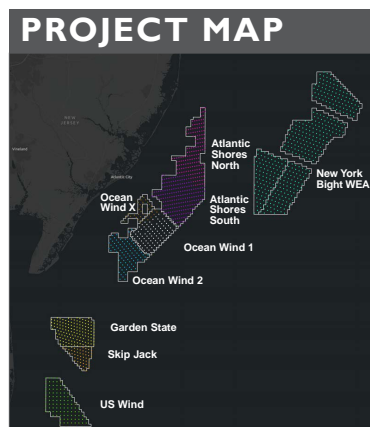 PROJECT MAP
NEW
JERSEY
Vineland
Atlantic City
Atlantic
Shores
North
New York
Bight WEA
Ocean
Wind X
Atlantic
Shores
South
Ocean Wind 1
Ocean Wind 2
Garden State
Skip Jack
US Wind